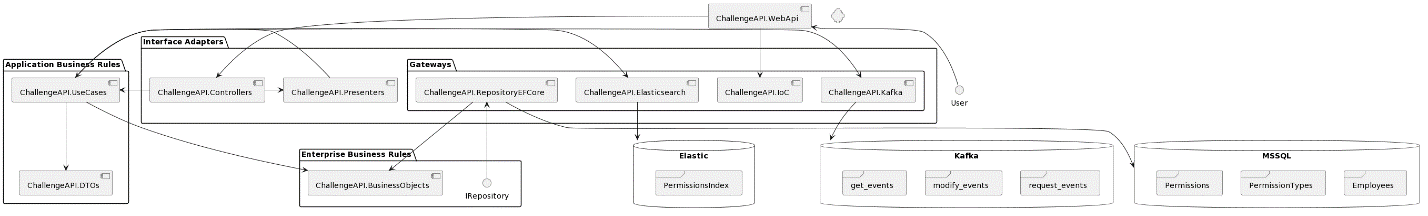 ChallengeAPI.WebApi
Interface Adapters
Application Business Rules
Gateways
ChallengeAPI.UseCases
ChallengeAPI.Controllers
ChallengeAPI.Presenters
ChallengeAPI.RepositoryEFCore
ChallengeAPI.Elasticsearch
ChallengeAPI.IoC
ChallengeAPI.Kafka
User
Enterprise Business Rules
Elastic
Kafka
MSSQL
ChallengeAPI.DTOs
ChallengeAPI.BusinessObjects
IRepository
PermissionsIndex
get_events
modify_events
request_events
Permissions
PermissionTypes
Employees